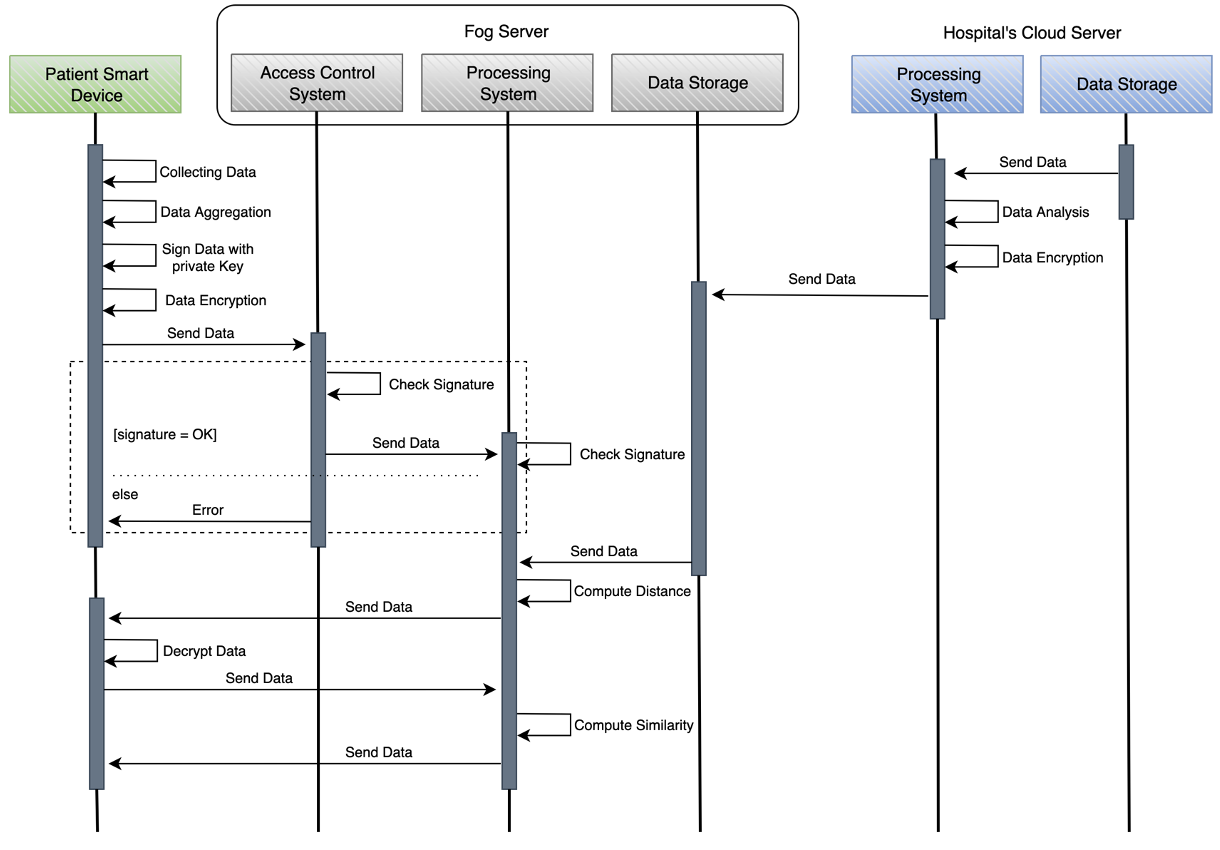 Fog Server
Hospital's Cloud Server
Patient Smart
Device
Access Control
System
Processing
System
Data Storage
Processing
System
Data Storage
Send Data
Collecting Data
Data Aggregation
Data Analysis
Sign Data with
private Key
Data Encryption
Send Data
Data Encryption
Send Data
Check Signature
[signature = OK]
Send Data
Check Signature
else
Error
Send Data
Compute Distance
Send Data
Decrypt Data
Send Data
Compute Similarity
Send Data